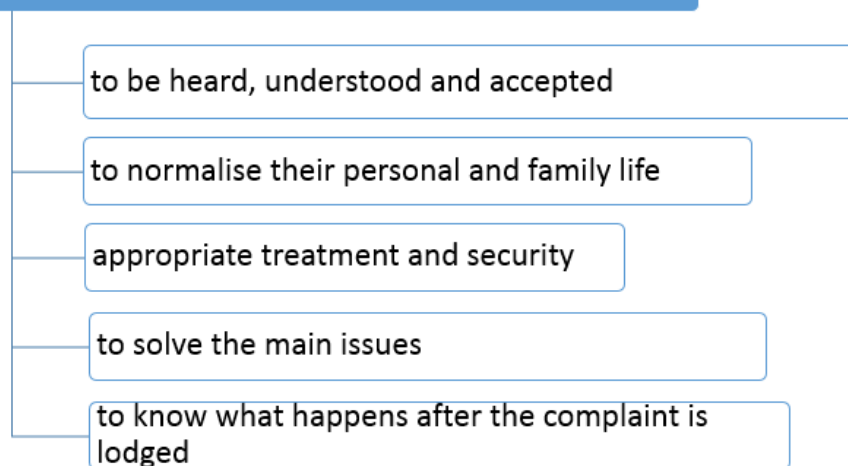 to be heard, understood and accepted
to normalise their personal and family life
appropriate treatment and security
to solve the main issues
to know what happens after the complaint is
lodged